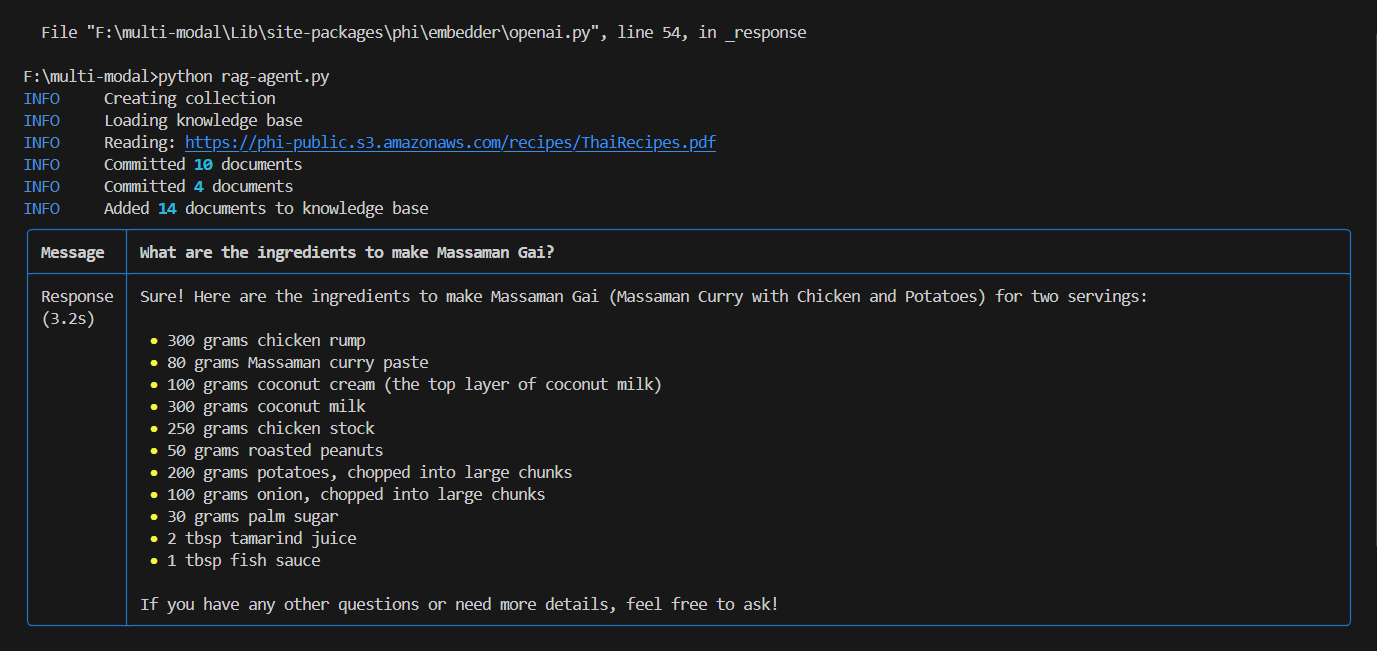 File "F:\multi-modal\Lib\site-packages\phi\embedder\openai.py", line 54, in _response
F:\multi-modal>python rag-agent.py
INFO Creating collection
INFO Loading knowledge base
INFO Reading: https://phi-public.s3.amazonaws.com/recipes/ThaiRecipes.pdf
INFO Committed 10 documents
INFO Committed 4 documents
INFO Added 14 documents to knowledge base
Message What are the ingredients to make Massaman Gai?
Response Sure! Here are the ingredients to make Massaman Gai (Massaman Curry with Chicken and Potatoes) for two servings:
(3.2s)
• 300 grams chicken rump
• 80 grams Massaman curry paste
• 100 grams coconut cream (the top layer of coconut milk)
• 300 grams coconut milk
• 250 grams chicken stock
• 50 grams roasted peanuts
• 200 grams potatoes, chopped into large chunks
• 100 grams onion, chopped into large chunks
• 30 grams palm sugar
• 2 tbsp tamarind juice
• 1 tbsp fish sauce
If you have any other questions or need more details, feel free to ask!